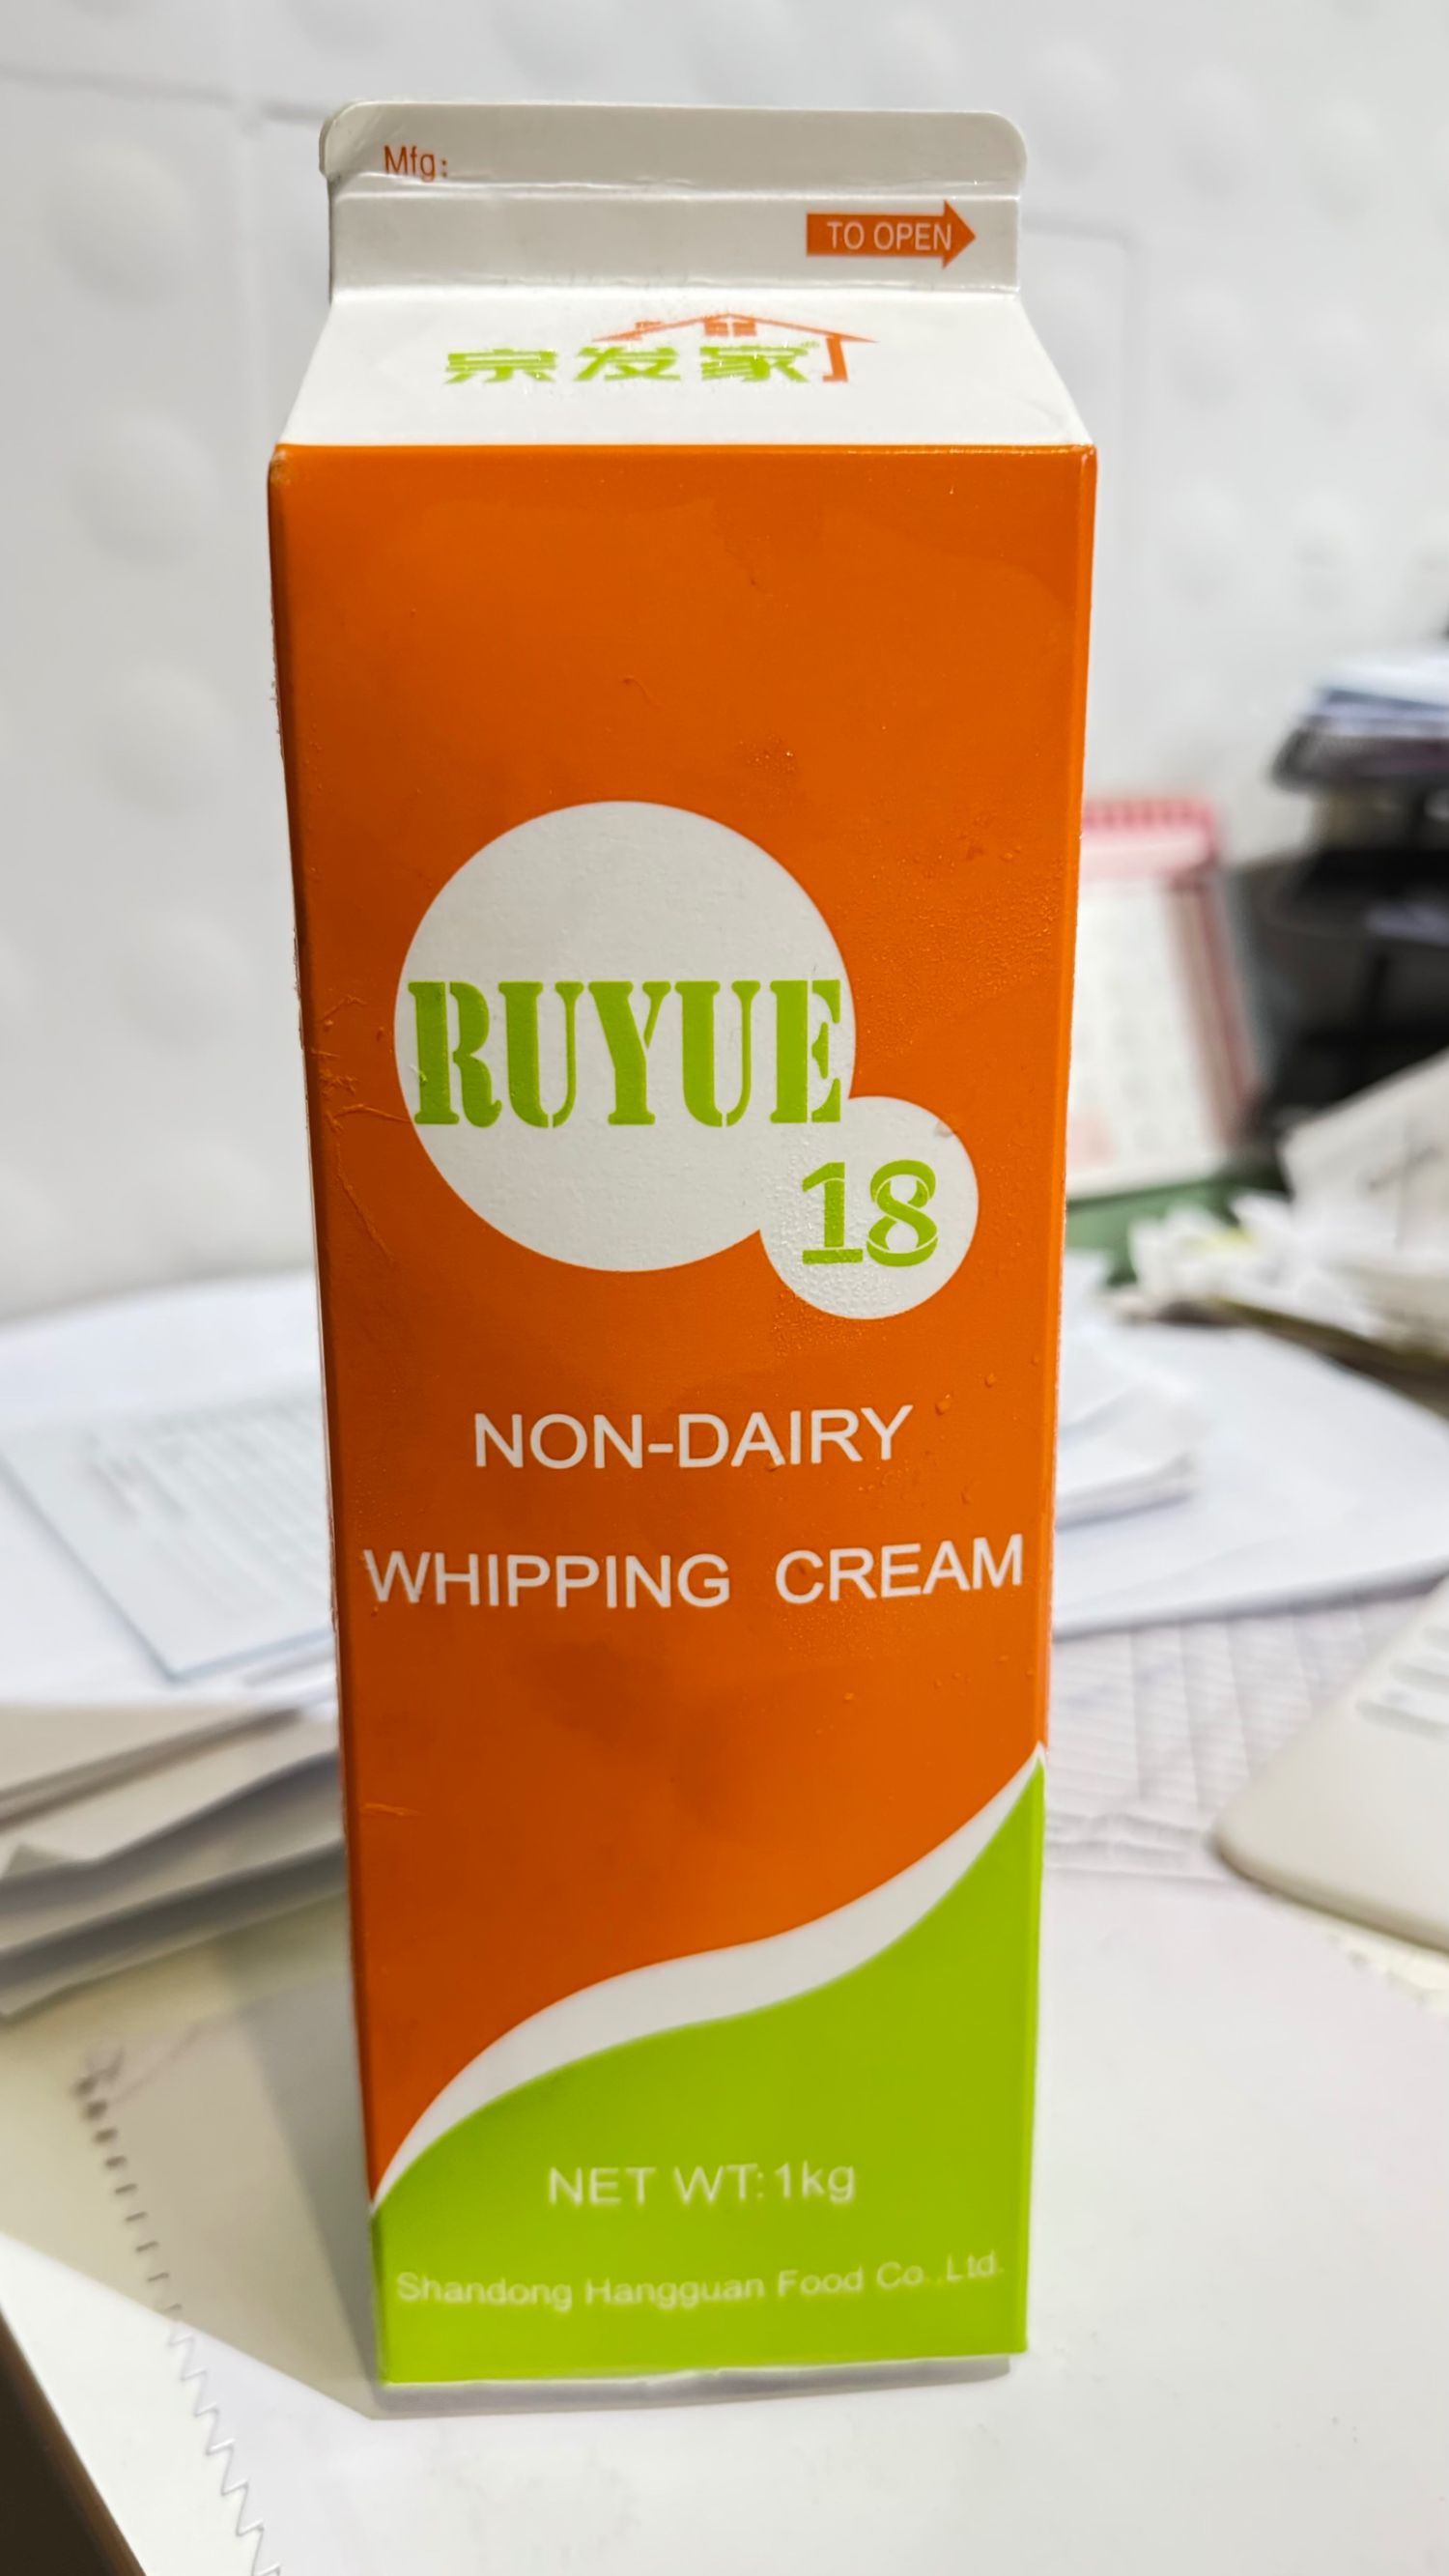 Mfg:
TO OPEN
宗发家
RUYUE
18
NON-DAIRY
WHIPPING CREAM
NET WT:1kg
Shandong Hangguan Food Co.,Ltd.